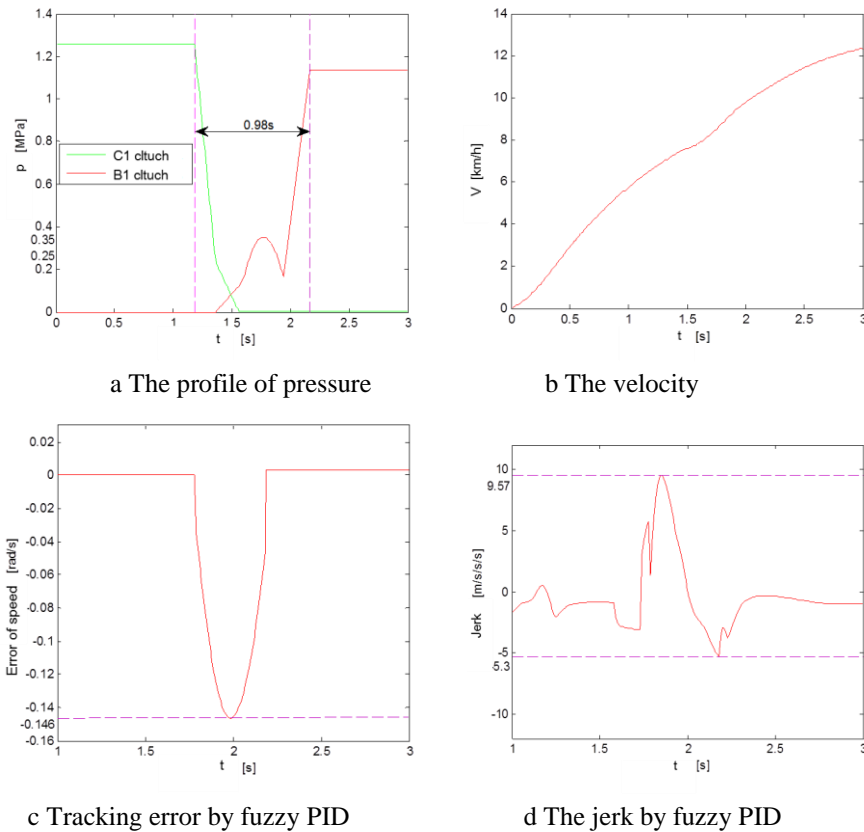 1.4
1.2
1
0.8
0.6
0.4
0.35
0.25
0.2
0
p [MPa]
0.98s
C1 cltuch
B1 cltuch
0 0.5 1 1.5 2 2.5 3
t [s]
a The profile of pressure
14
12
10
8
6
4
2
0
V [km/h]
0 0.5 1 1.5 2 2.5 3
t [s]
b The velocity
0.02
0
-0.02
-0.04
-0.06
-0.08
-0.1
-0.12
-0.14
-0.146
-0.16
Error of speed [rad/s]
1 1.5 2 2.5 3
t [s]
c Tracking error by fuzzy PID
10
9.57
5
0
-5
5.3
-10
Jerk [m/s/s/s]
1 1.5 2 2.5 3
t [s]
d The jerk by fuzzy PID